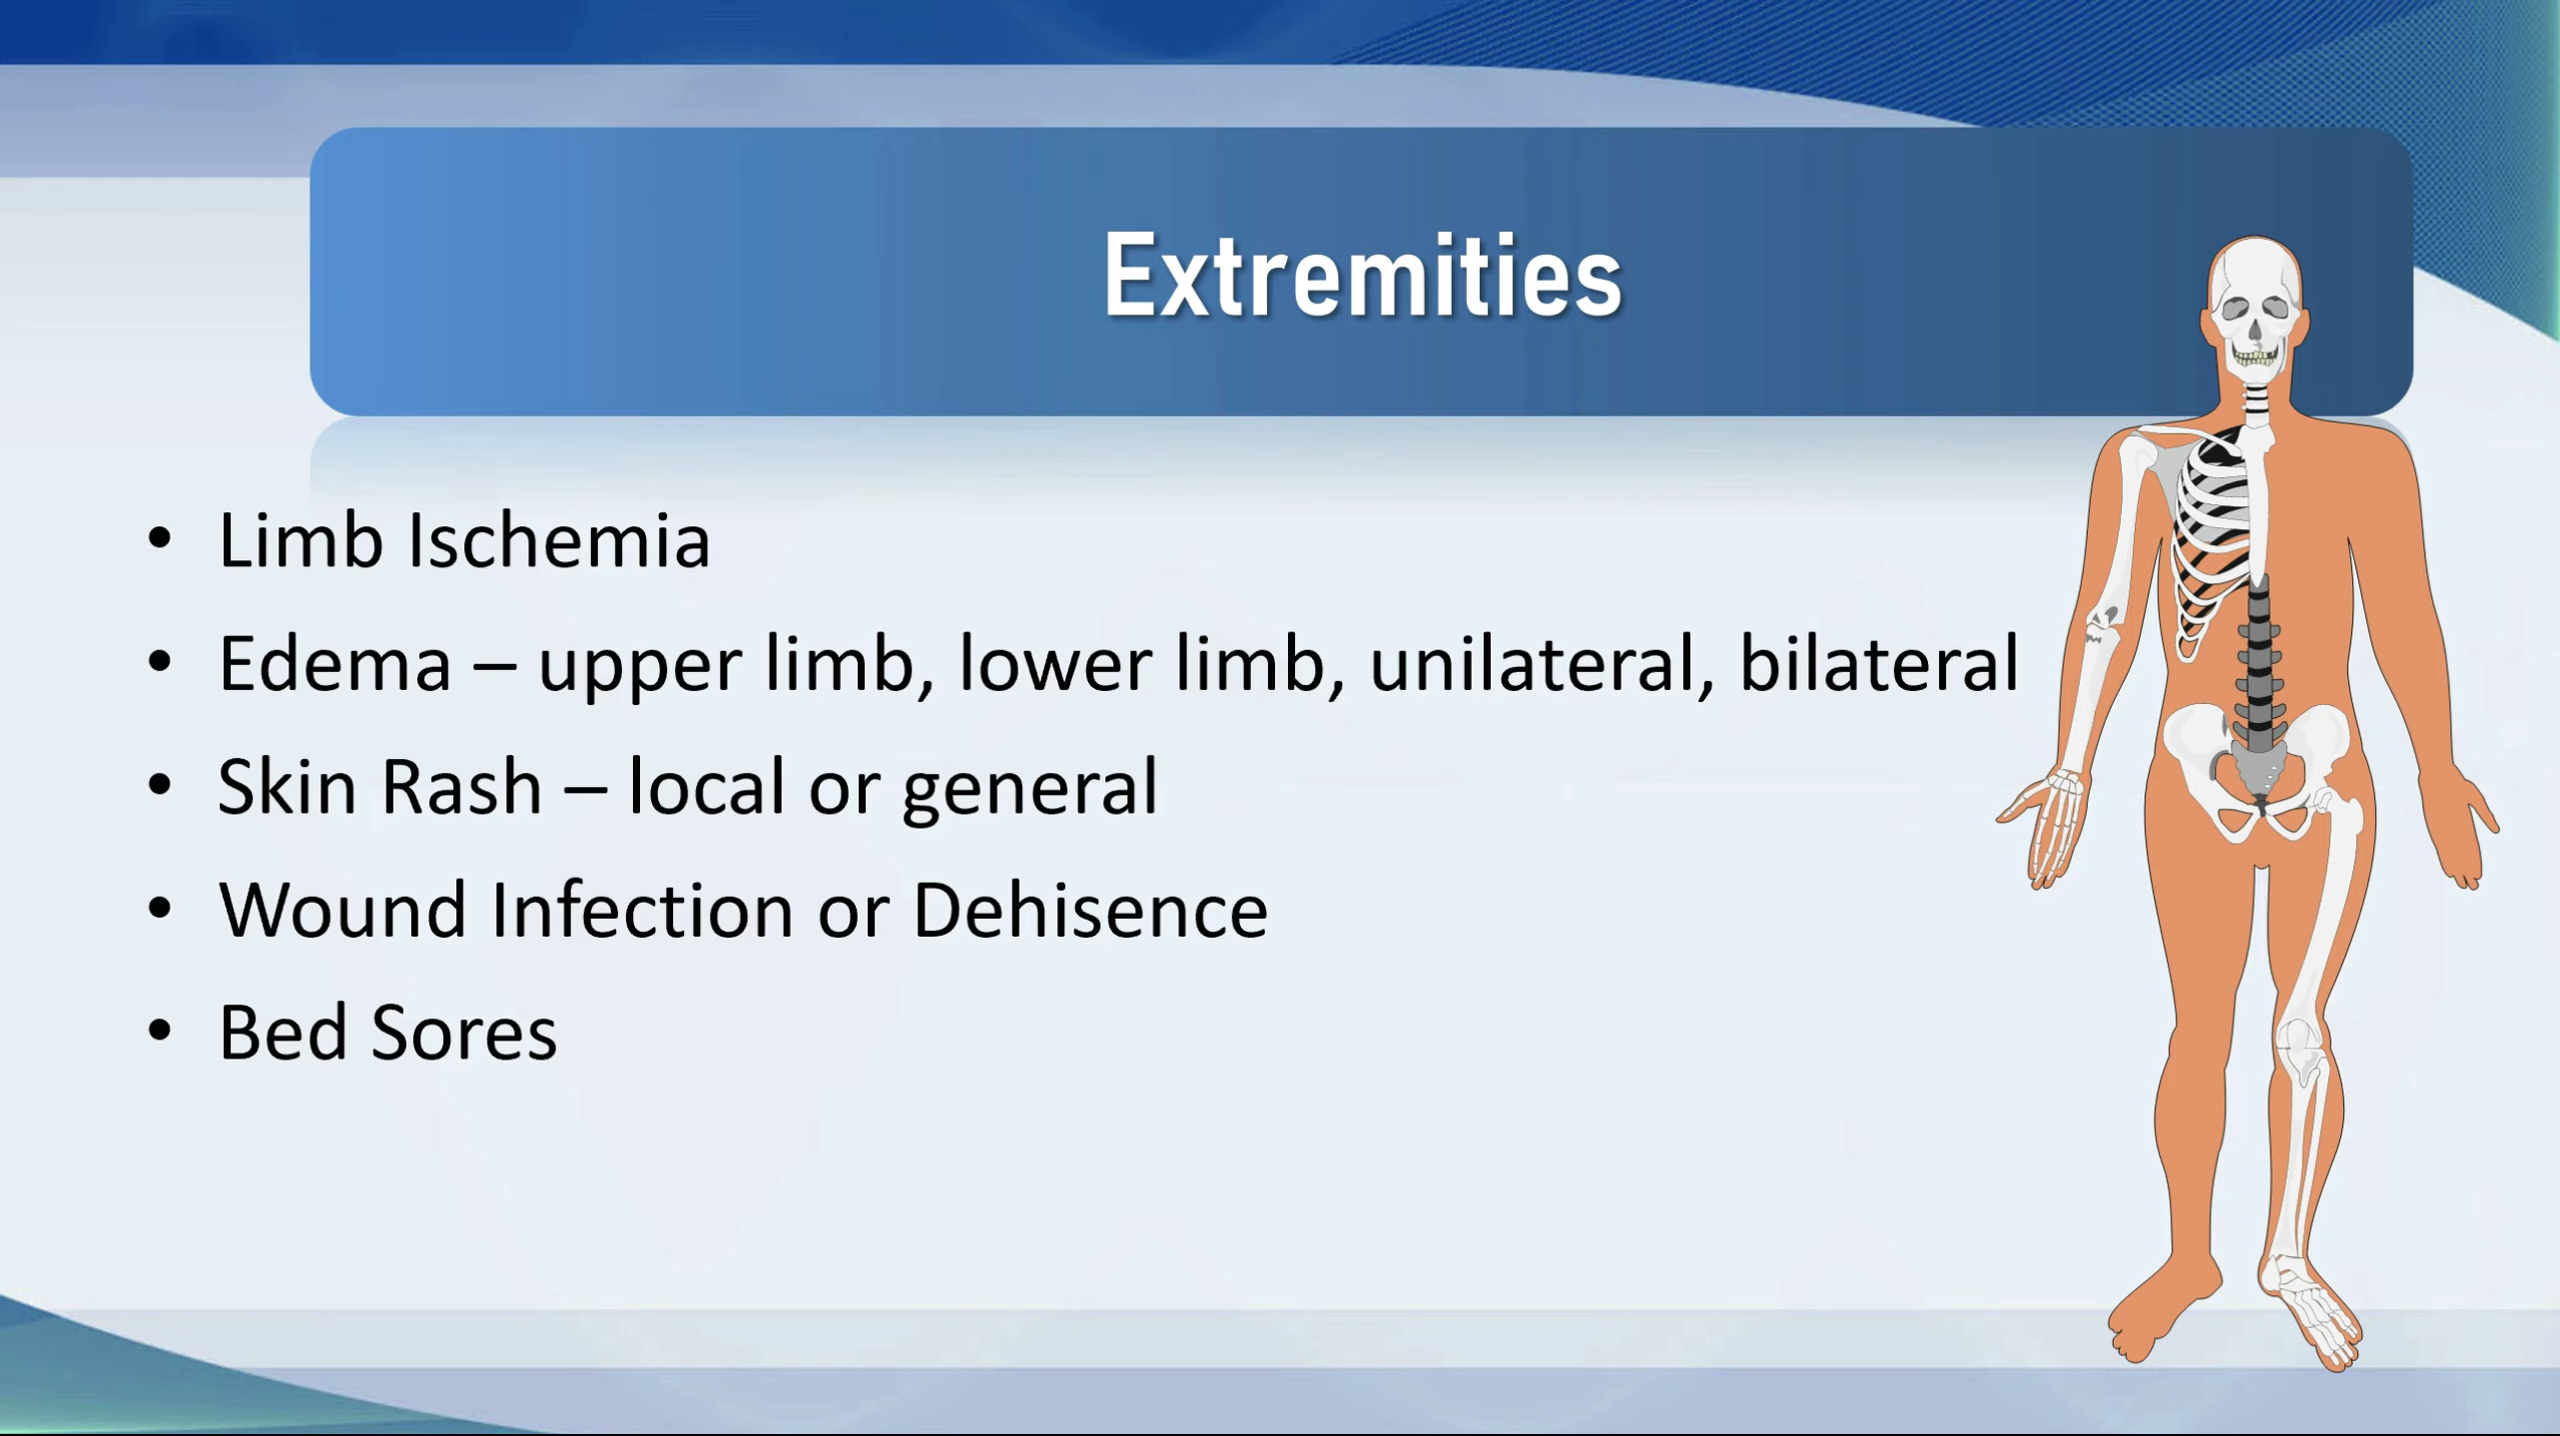 Extremities
• Limb Ischemia
• Edema – upper limb, lower limb, unilateral, bilateral
• Skin Rash – local or general
• Wound Infection or Dehisence
• Bed Sores